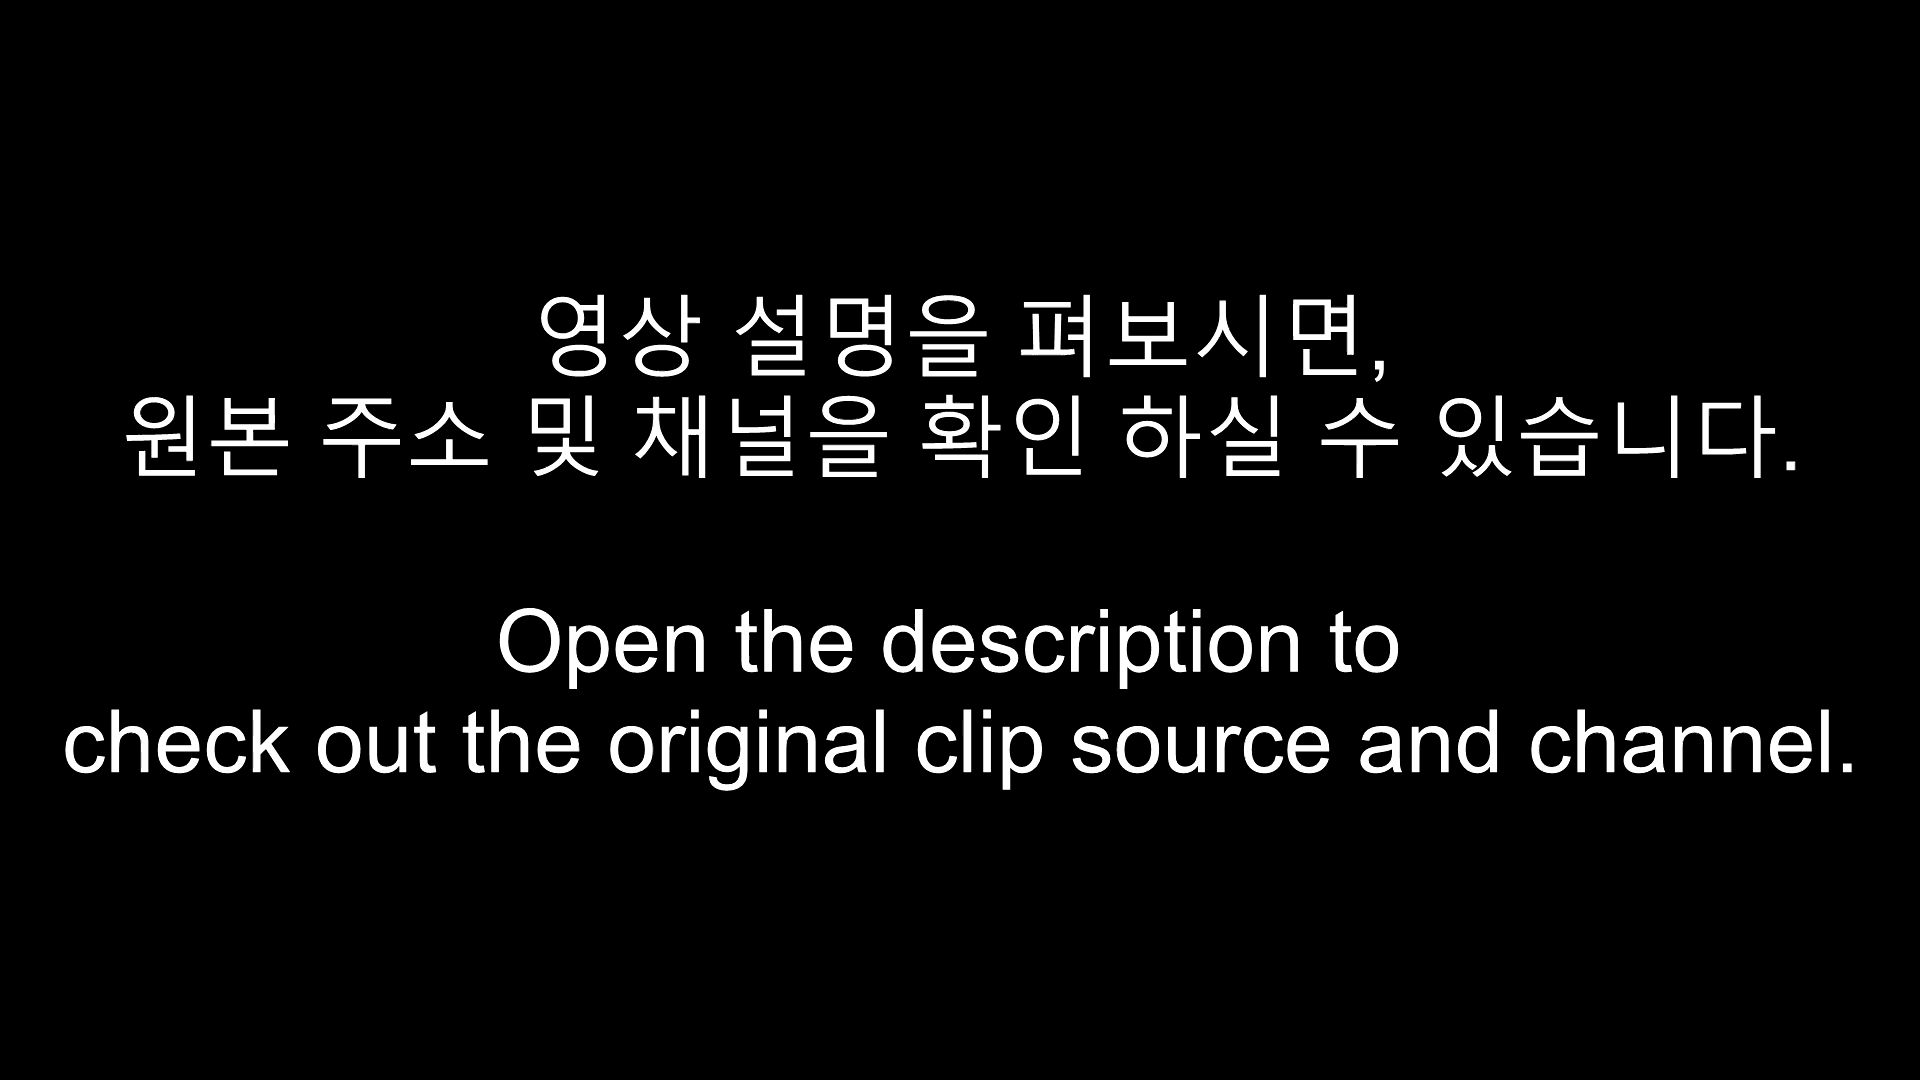 영상 설명을 펴보시면,
원본 주소 및 채널을 확인 하실 수 있습니다.
Open the description to
check out the original clip source and channel.